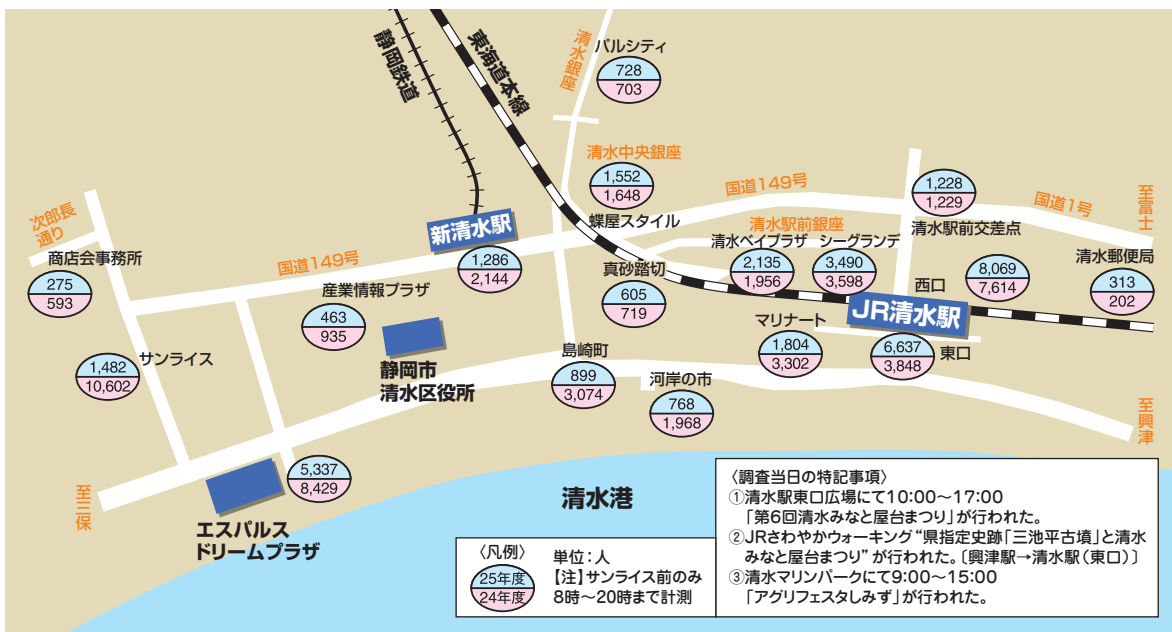 静岡鉄道
東海道本線
清水銀座
パルシティ
728
703
清水中央銀座
1,552
1,648
国道149号
1,228
1,229
国道1号
至富士
次郎長
通り
新清水駅
蝶屋スタイル
清水駅前銀座
清水駅前交差点
商店会事務所
275
593
国道149号
1,286
2,144
清水ベイプラザ
2,135
1,956
シーグランデ
3,490
3,598
西口
8,069
7,614
清水郵便局
313
202
産業情報プラザ
463
935
真砂踏切
605
719
JR清水駅
マリナート
1,804
3,302
6,637
3,848
東口
サンライス
1,482
10,602
静岡市
清水区役所
島崎町
899
3,074
河岸の市
768
1,968
至興津
5,337
8,429
至三保
エスパルス
ドリームプラザ
清水港
〈凡例〉
25年度
24年度
単位：人
【注】サンライス前のみ
8時〜20時まで計測
〈調査当日の特記事項〉
①清水駅東口広場にて10:00〜17:00
「第6回清水みなと屋台まつり」が行われた。
②JRさわやかウォーキング“県指定史跡「三池平古墳」と清水
みなと屋台まつり”が行われた。〔興津駅→清水駅（東口）〕
③清水マリンパークにて9:00〜15:00
「アグリフェスタしみず」が行われた。